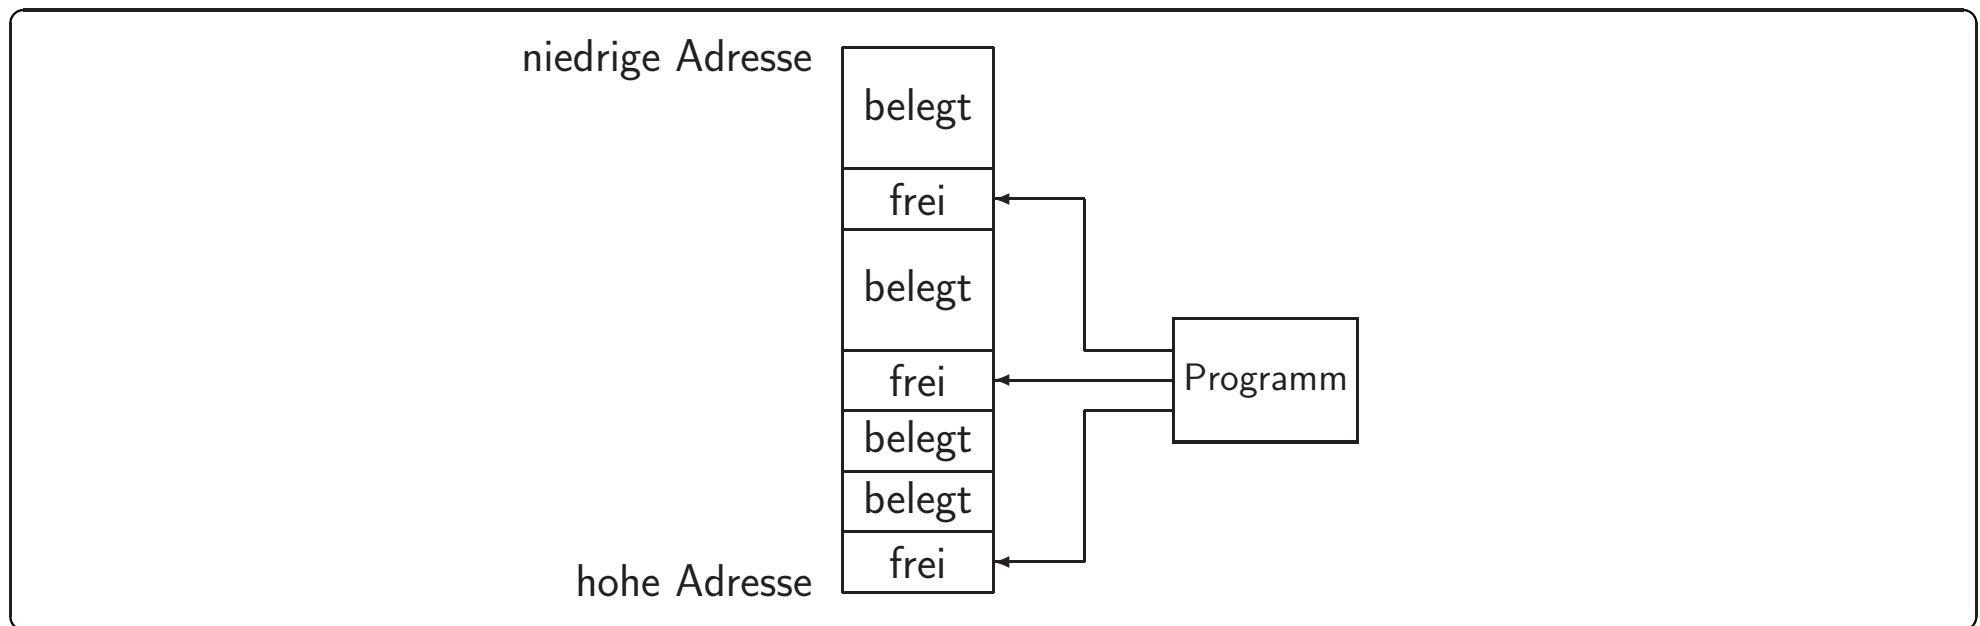 niedrige Adresse
belegt
frei
belegt
frei
Programm
belegt
belegt
frei
hohe Adresse